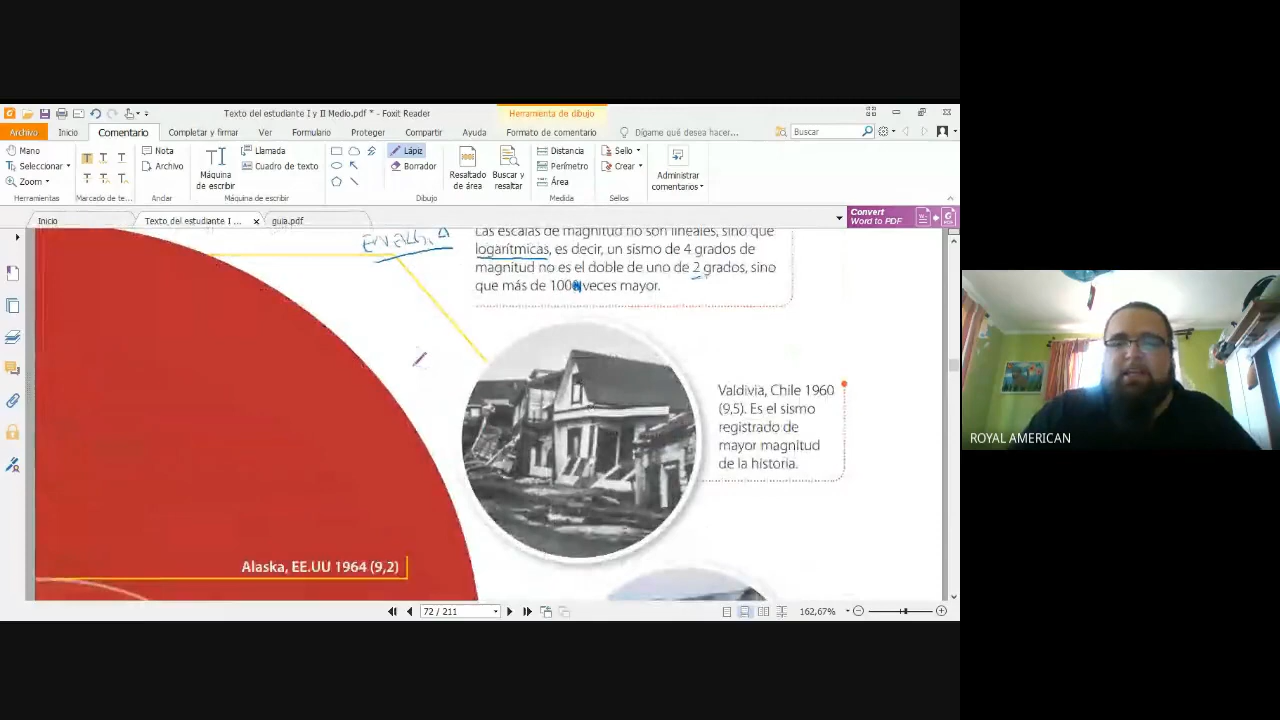 Texto del estudiante I y II Medio.pdf * - Foxit Reader
Herramienta de dibujo
Archivo
Inicio
Comentario
Completar y firmar
Ver
Formulario
Proteger
Compartir
Ayuda
Formato de comentario
Dígame qué desea hacer...
Buscar
Mano
Seleccionar
Zoom
Herramientas
T T T
T T T
Marcado de te...
Nota
Archivo
Andar
Máquina
de escribir
Llamada
Cuadro de texto
Máquina de escribir
Lápiz
Borrador
Dibujo
Resaltado
de área
Buscar y
resaltar
Distancia
Perímetro
Área
Medida
Sello
Crear
Sellos
Administrar
comentarios
Inicio
Texto del estudiante I ...
guia.pdf
Convert
Word to PDF
Las escalas de magnitud no son lineales, sino que
logarítmicas, es decir, un sismo de 4 grados de
magnitud no es el doble de uno de 2 grados, sino
que más de 100 veces mayor.
Valdivia, Chile 1960
(9,5). Es el sismo
registrado de
mayor magnitud
de la historia.
Alaska, EE.UU 1964 (9,2)
72 / 211
162,67%
ROYAL AMERICAN